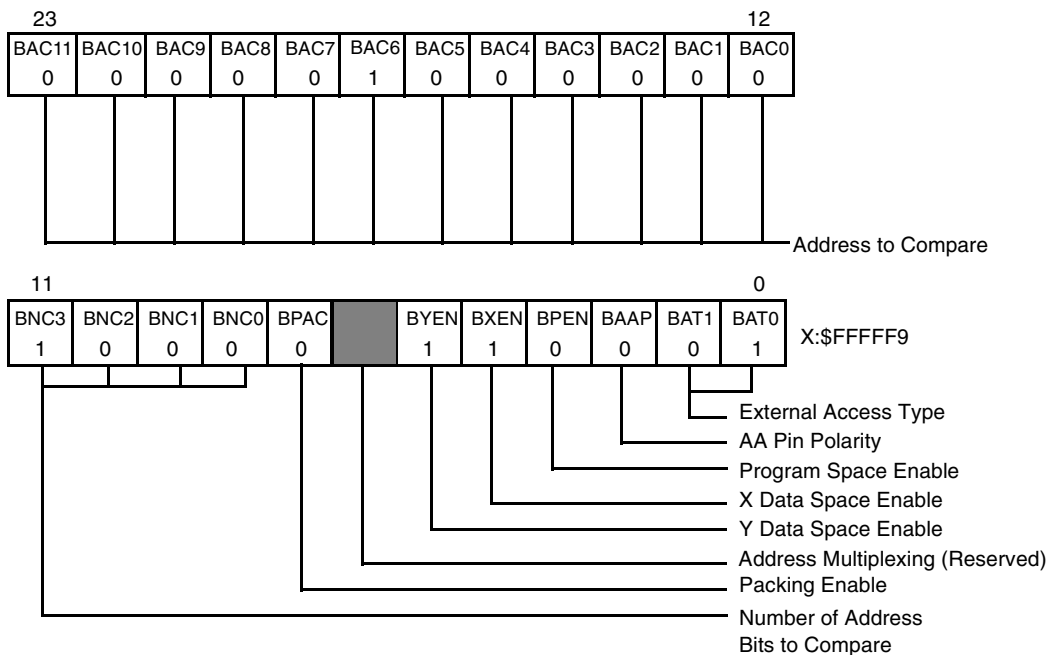 23 12
BAC11 BAC10 BAC9 BAC8 BAC7 BAC6 BAC5 BAC4 BAC3 BAC2 BAC1 BAC0
0 0 0 0 0 1 0 0 0 0 0 0
Address to Compare
11 0
BNC3 BNC2 BNC1 BNC0 BPAC BYEN BXEN BPEN BAAP BAT1 BAT0
X:$FFFFF9
1 0 0 0 0 1 1 0 0 0 1
External Access Type
AA Pin Polarity
Program Space Enable
X Data Space Enable
Y Data Space Enable
Address Multiplexing (Reserved)
Packing Enable
Number of Address
Bits to Compare